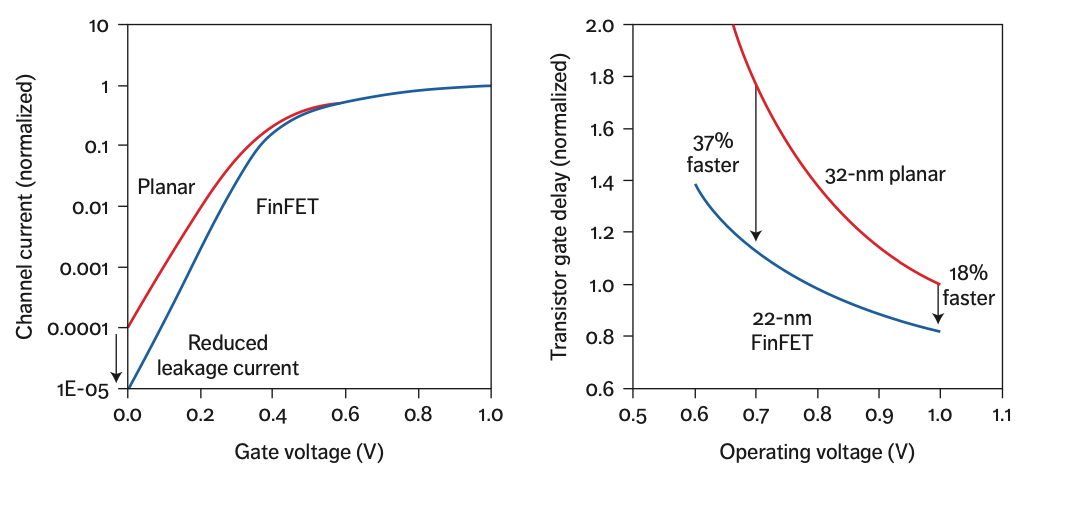 Channel current (normalized)
10
1
0.1
0.01
0.001
0.0001
1E-05
Planar
FinFET
Reduced
leakage current
0.0
0.2
0.4
0.6
0.8
1.0
Gate voltage (V)
Transistor gate delay (normalized)
2.0
1.8
1.6
1.4
1.2
1.0
0.8
0.6
37%
faster
32-nm planar
18%
faster
22-nm
FinFET
0.5
0.6
0.7
0.8
0.9
1.0
1.1
Operating voltage (V)